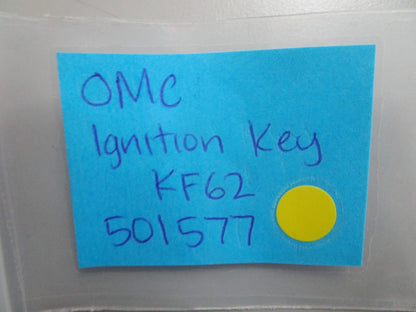 OMC
Ignition Key
KF62
501577